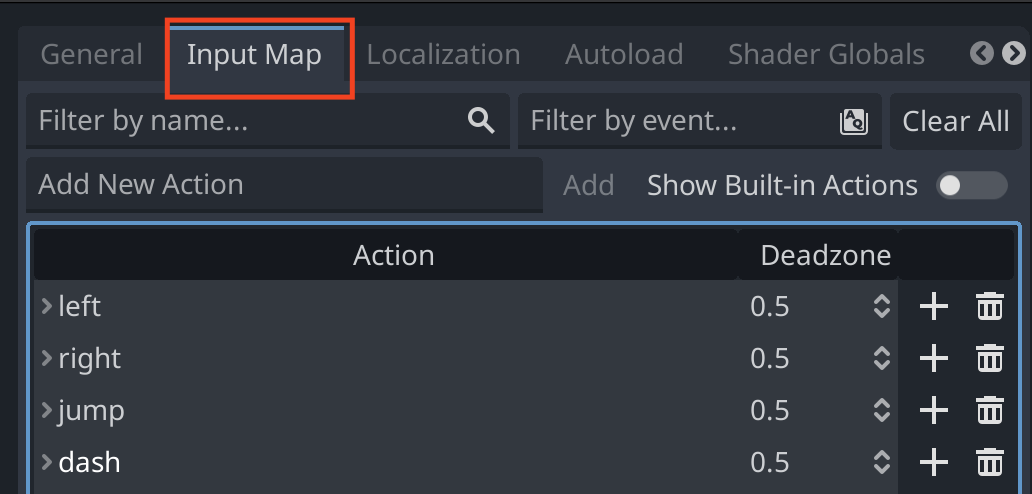 General Input Map Localization Autoload Shader Globals
Filter by name... Filter by event... Clear All
Add New Action Add Show Built-in Actions
Action Deadzone
left 0.5
right 0.5
jump 0.5
dash 0.5